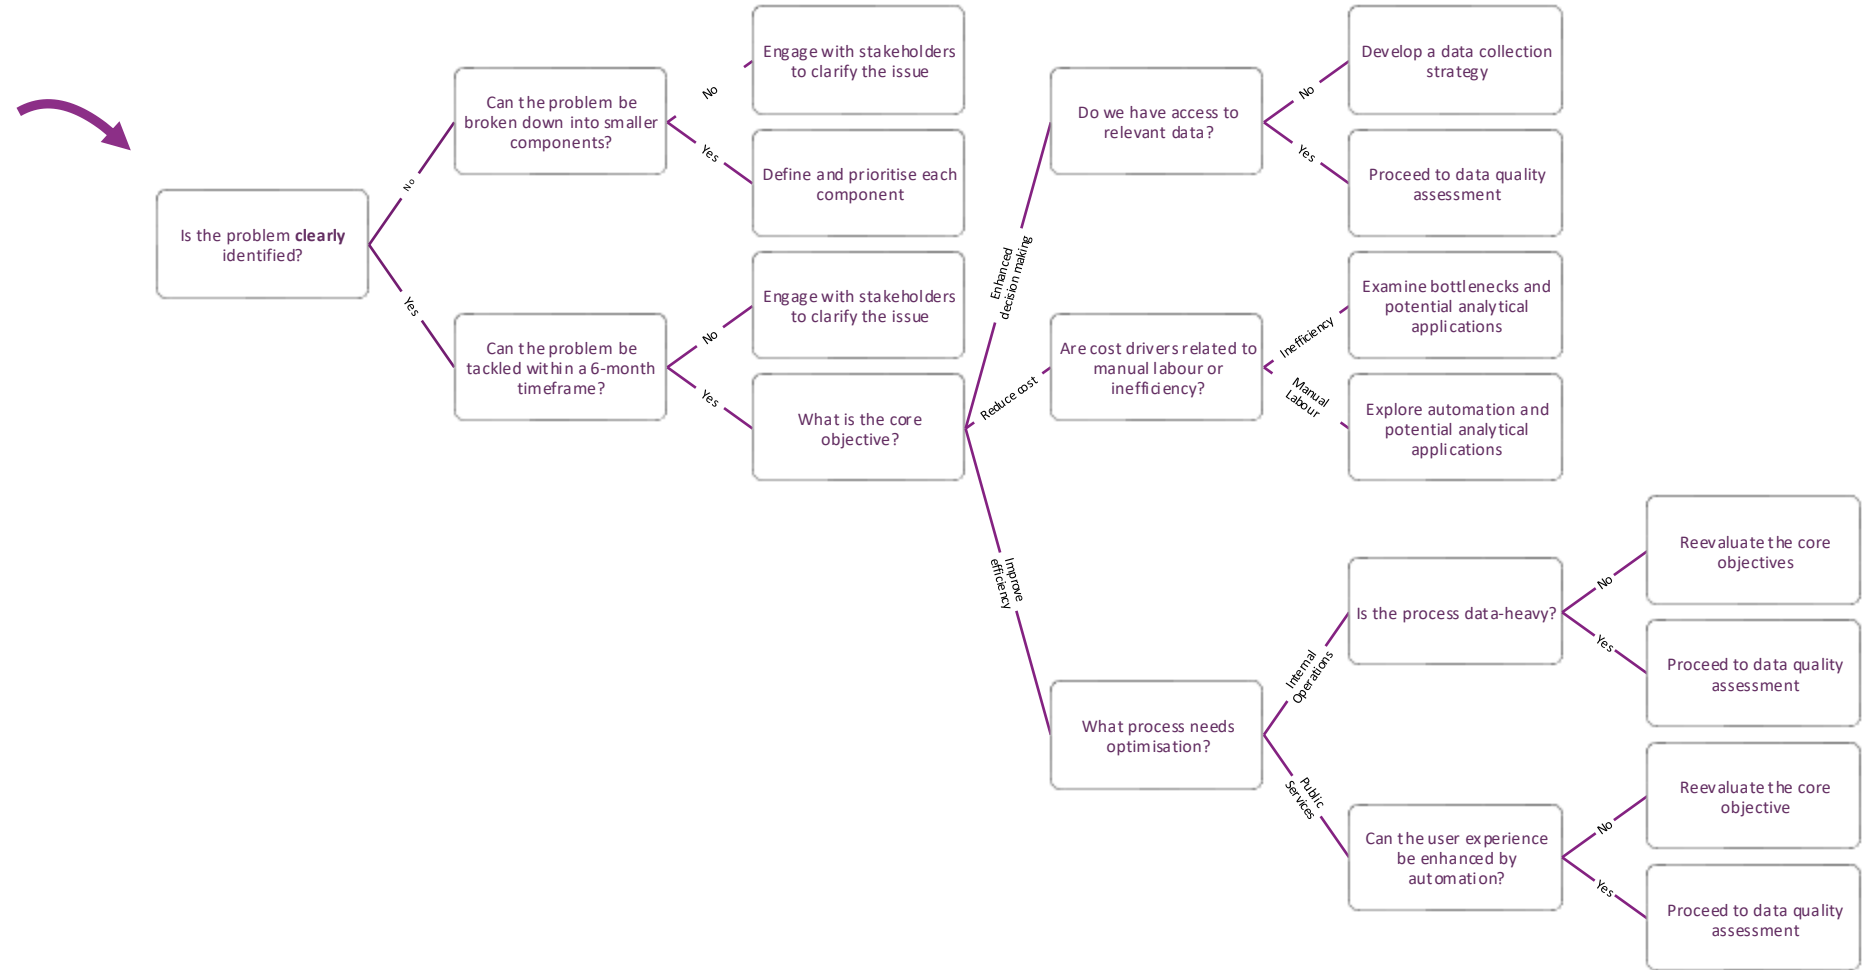 Is the problem clearly
identified?
No
Yes
Can the problem be
broken down into smaller
components?
No
Yes
Engage with stakeholders
to clarify the issue
Define and prioritise each
component
Can the problem be
tackled within a 6-month
timeframe?
No
Yes
Engage with stakeholders
to clarify the issue
What is the core
objective?
Enhanced
decision making
Reduce cost
Improve
efficiency
Do we have access to
relevant data?
No
Yes
Develop a data collection
strategy
Proceed to data quality
assessment
Are cost drivers related to
manual labour or
inefficiency?
Inefficiency
Manual
Labour
Examine bottlenecks and
potential analytical
applications
Explore automation and
potential analytical
applications
What process needs
optimisation?
Internal
Operations
Public
Services
Is the process data-heavy?
No
Yes
Reevaluate the core
objectives
Proceed to data quality
assessment
Can the user experience
be enhanced by
automation?
No
Yes
Reevaluate the core
objective
Proceed to data quality
assessment